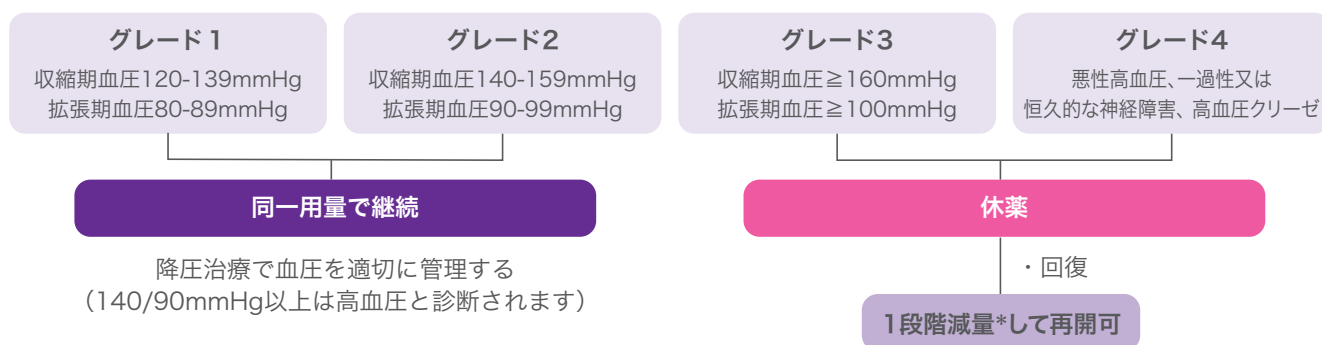 グレード1
収縮期血圧120-139mmHg
拡張期血圧80-89mmHg
グレード2
収縮期血圧140-159mmHg
拡張期血圧90-99mmHg
グレード3
収縮期血圧≧160mmHg
拡張期血圧≧100mmHg
グレード4
悪性高血圧、一過性又は
恒久的な神経障害、高血圧クリーゼ
同一用量で継続
降圧治療で血圧を適切に管理する
（140/90mmHg以上は高血圧と診断されます）
休薬
・回復
1段階減量*して再開可